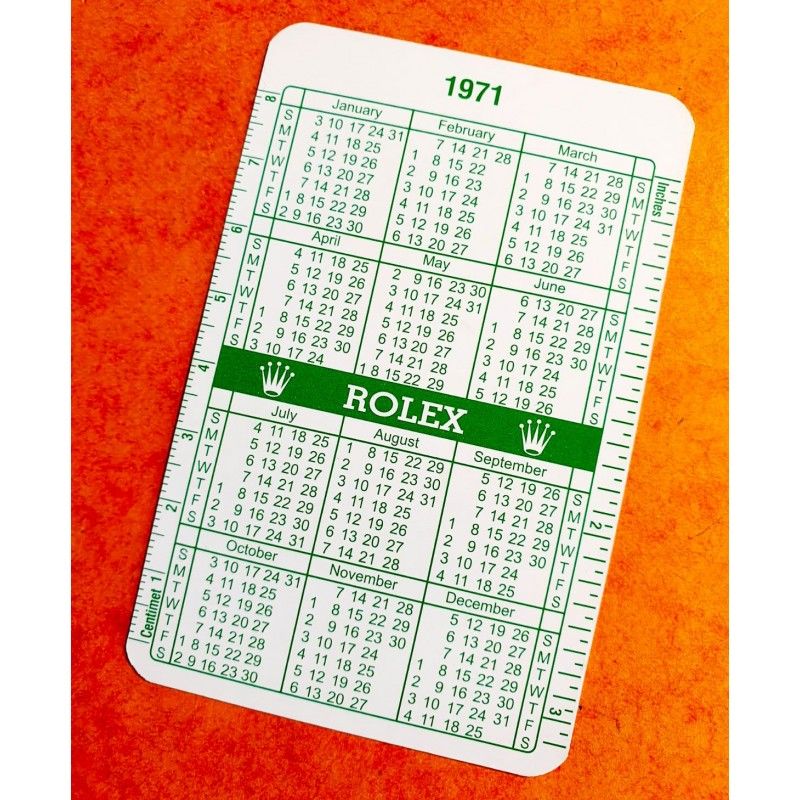 1971
January February March
S 3 10 17 24 31 7 14 21 28 7 14 21 28 S
M 4 11 18 25 1 8 15 22 1 8 15 22 29 M
T 5 12 19 26 2 9 16 23 2 9 16 23 30 T
W 6 13 20 27 3 10 17 24 3 10 17 24 31 W
T 7 14 21 28 4 11 18 25 4 11 18 25 T
F 1 8 15 22 29 5 12 19 26 5 12 19 26 F
S 2 9 16 23 30 6 13 20 27 6 13 20 27 S
April May June
S 4 11 18 25 2 9 16 23 30 6 13 20 27 S
M 5 12 19 26 3 10 17 24 31 7 14 21 28 M
T 6 13 20 27 4 11 18 25 1 8 15 22 29 T
W 7 14 21 28 5 12 19 26 2 9 16 23 30 W
T 1 8 15 22 29 6 13 20 27 3 10 17 24 T
F 2 9 16 23 30 7 14 21 28 4 11 18 25 F
S 3 10 17 24 1 8 15 22 29 5 12 19 26 S
ROLEX
July August September
S 4 11 18 25 1 8 15 22 29 5 12 19 26 S
M 5 12 19 26 2 9 16 23 30 6 13 20 27 M
T 6 13 20 27 3 10 17 24 31 7 14 21 28 T
W 7 14 21 28 4 11 18 25 1 8 15 22 29 W
T 1 8 15 22 29 5 12 19 26 2 9 16 23 30 T
F 2 9 16 23 30 6 13 20 27 3 10 17 24 F
S 3 10 17 24 31 7 14 21 28 4 11 18 25 S
October November December
S 3 10 17 24 31 7 14 21 28 5 12 19 26 S
M 4 11 18 25 1 8 15 22 29 6 13 20 27 M
T 5 12 19 26 2 9 16 23 30 7 14 21 28 T
W 6 13 20 27 3 10 17 24 1 8 15 22 29 W
T 7 14 21 28 4 11 18 25 2 9 16 23 30 T
F 1 8 15 22 29 5 12 19 26 3 10 17 24 31 F
S 2 9 16 23 30 6 13 20 27 4 11 18 25 S
Centimet 1 2 3 4 5 6 7 8
Inches 2 3